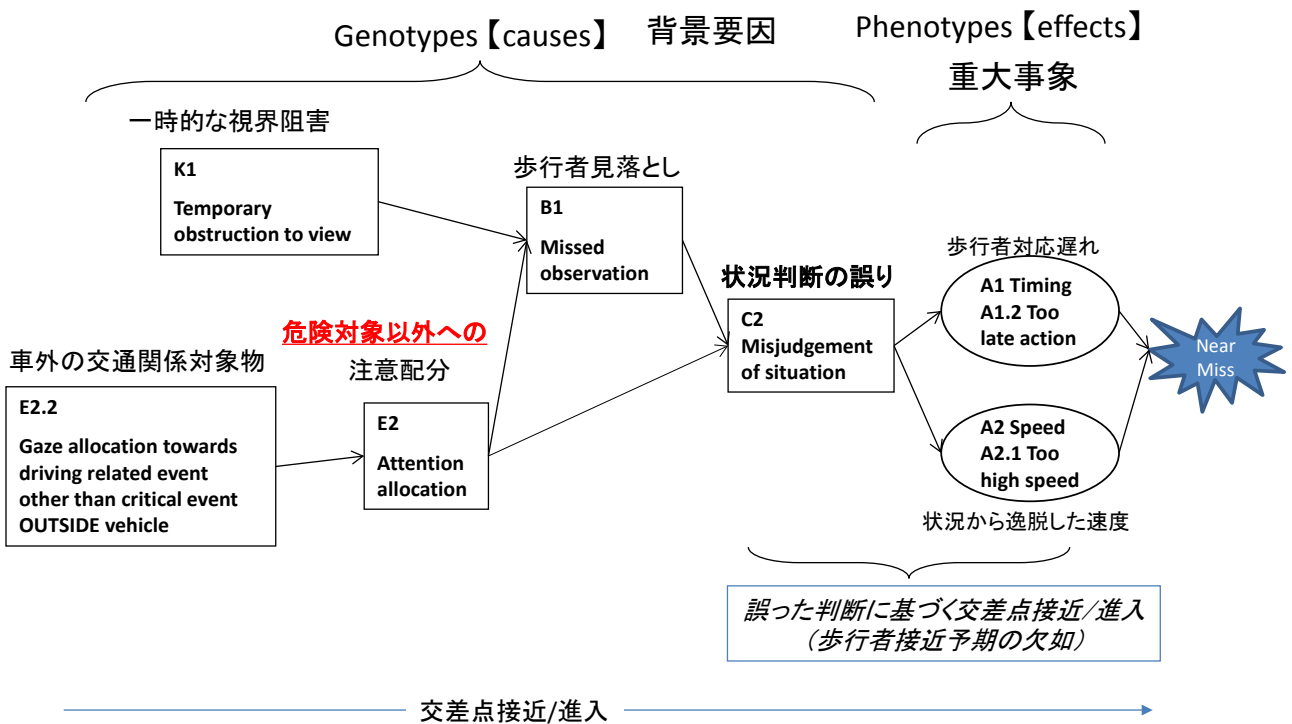 Genotypes【causes】 背景要因
Phenotypes【effects】
重大事象
一時的な視界阻害
K1
Temporary
obstruction to view
歩行者見落とし
B1
Missed
observation
車外の交通関係対象物
E2.2
Gaze allocation towards
driving related event
other than critical event
OUTSIDE vehicle
危険対象以外への
注意配分
E2
Attention
allocation
状況判断の誤り
C2
Misjudgement
of situation
歩行者対応遅れ
A1 Timing
A1.2 Too
late action
A2 Speed
A2.1 Too
high speed
状況から逸脱した速度
Near
Miss
誤った判断に基づく交差点接近/進入
（歩行者接近予期の欠如）
交差点接近/進入